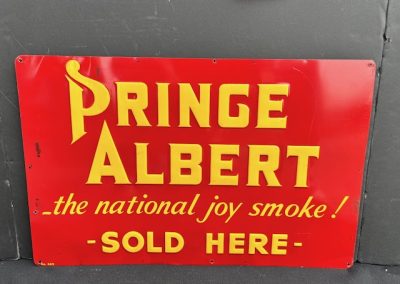 PRINCE
ALBERT
...the national joy smoke!
- SOLD HERE -